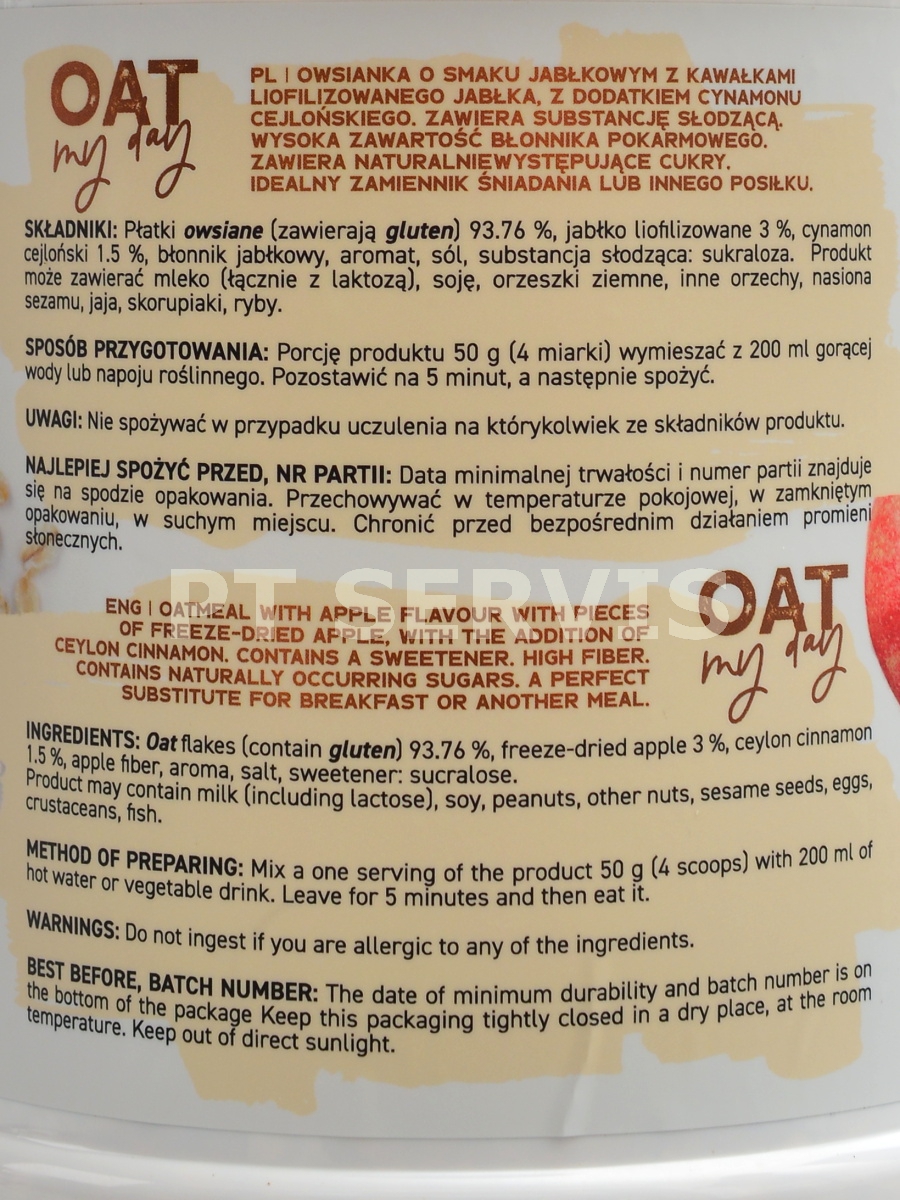 OAT
my day
PL | OWSIANKA O SMAKU JABŁKOWYM Z KAWAŁKAMI
LIOFILIZOWANEGO JABŁKA, Z DODATKIEM CYNAMONU
CEJLOŃSKIEGO. ZAWIERA SUBSTANCJĘ SŁODZĄCĄ.
WYSOKA ZAWARTOŚĆ BŁONNIKA POKARMOWEGO.
ZAWIERA NATURALNIEWYSTĘPUJĄCE CUKRY.
IDEALNY ZAMIENNIK ŚNIADANIA LUB INNEGO POSIŁKU.
SKŁADNIKI: Płatki owsiane (zawierają gluten) 93.76 %, jabłko liofilizowane 3 %, cynamon
cejloński 1.5 %, błonnik jabłkowy, aromat, sól, substancja słodząca: sukraloza. Produkt
może zawierać mleko (łącznie z laktozą), soję, orzeszki ziemne, inne orzechy, nasiona
sezamu, jaja, skorupiaki, ryby.
SPOSÓB PRZYGOTOWANIA: Porcję produktu 50 g (4 miarki) wymieszać z 200 ml gorącej
wody lub napoju roślinnego. Pozostawić na 5 minut, a następnie spożyć.
UWAGI: Nie spożywać w przypadku uczulenia na którykolwiek ze składników produktu.
NAJLEPIEJ SPOŻYĆ PRZED, NR PARTII: Data minimalnej trwałości i numer partii znajduje
się na spodzie opakowania. Przechowywać w temperaturze pokojowej, w zamkniętym
opakowaniu, w suchym miejscu. Chronić przed bezpośrednim działaniem promieni
słonecznych.
PT SERVIS
OAT
my day
ENG | OATMEAL WITH APPLE FLAVOUR WITH PIECES
OF FREEZE-DRIED APPLE, WITH THE ADDITION OF
CEYLON CINNAMON. CONTAINS A SWEETENER. HIGH FIBER.
CONTAINS NATURALLY OCCURRING SUGARS. A PERFECT
SUBSTITUTE FOR BREAKFAST OR ANOTHER MEAL.
INGREDIENTS: Oat flakes (contain gluten) 93.76 %, freeze-dried apple 3 %, ceylon cinnamon
1.5 %, apple fiber, aroma, salt, sweetener: sucralose.
Product may contain milk (including lactose), soy, peanuts, other nuts, sesame seeds, eggs,
crustaceans, fish.
METHOD OF PREPARING: Mix a one serving of the product 50 g (4 scoops) with 200 ml of
hot water or vegetable drink. Leave for 5 minutes and then eat it.
WARNINGS: Do not ingest if you are allergic to any of the ingredients.
BEST BEFORE, BATCH NUMBER: The date of minimum durability and batch number is on
the bottom of the package Keep this packaging tightly closed in a dry place, at the room
temperature. Keep out of direct sunlight.